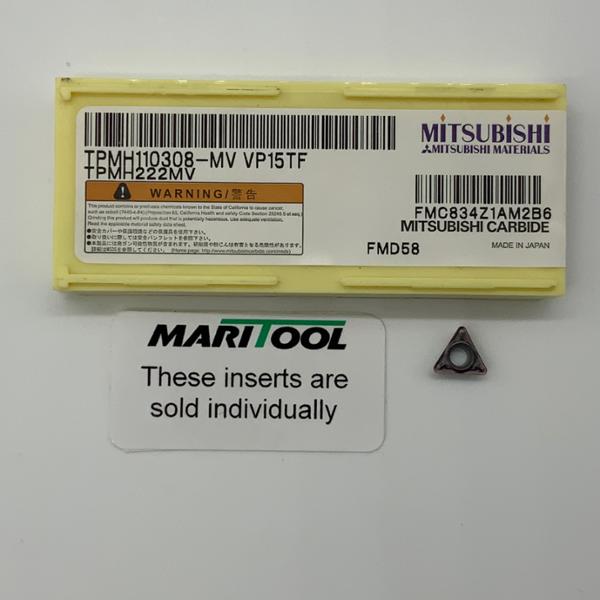 MITSUBISHI
MITSUBISHI MATERIALS
TPMH110308-MV VP15TF
TPMH222MV
WARNING/警告
FMC834Z1AM2B6
MITSUBISHI CARBIDE
FMD58
MADE IN JAPAN
MARITOOL
These inserts are
sold individually